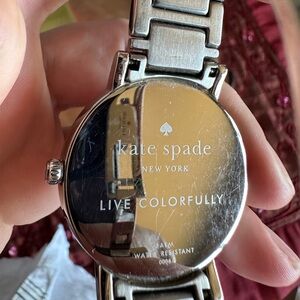 kate spade
NEW YORK
LIVE COLORFULLY
WATER RESISTANT